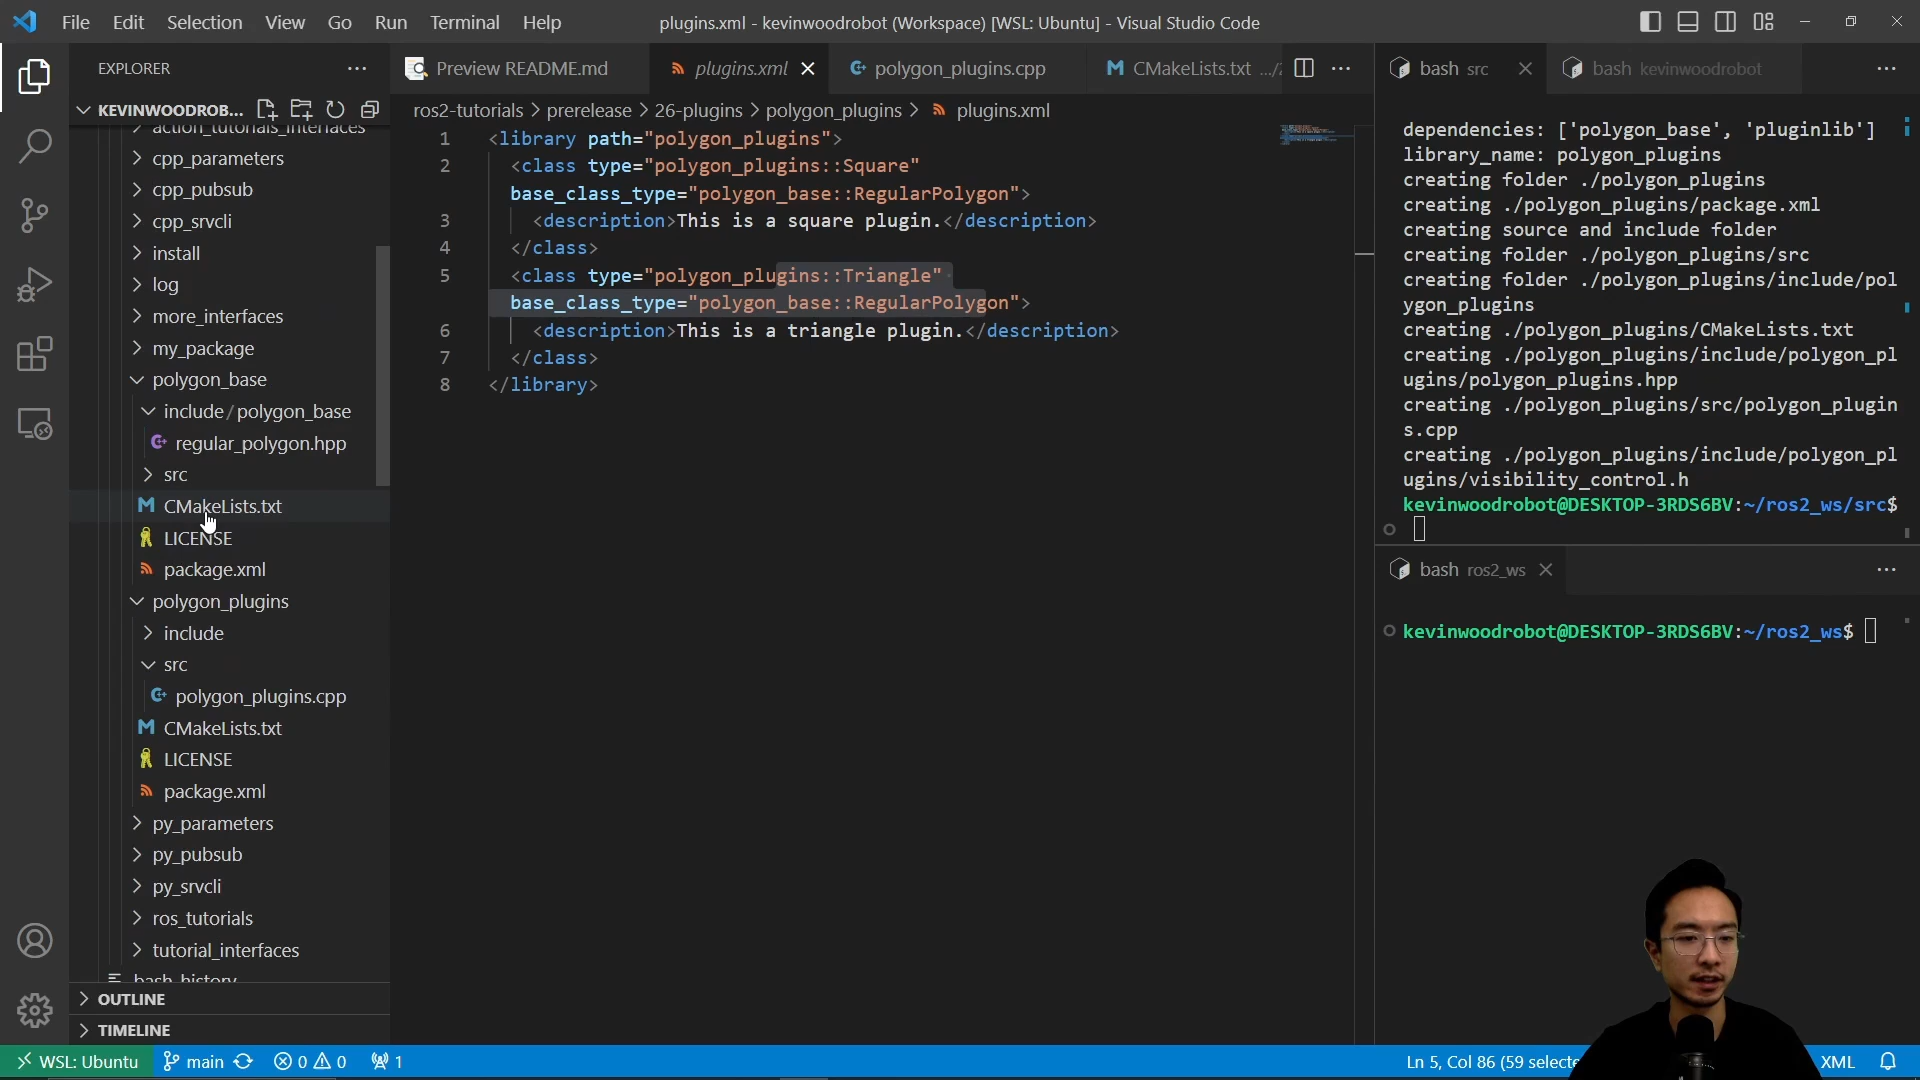 File Edit Selection View Go Run Terminal Help
plugins.xml - kevinwoodrobot (Workspace) [WSL: Ubuntu] - Visual Studio Code
EXPLORER
KEVINWOODROB...
action_tutorials_interfaces
cpp_parameters
cpp_pubsub
cpp_srvcli
install
log
more_interfaces
my_package
polygon_base
include/polygon_base
regular_polygon.hpp
src
CMakeLists.txt
LICENSE
package.xml
polygon_plugins
include
src
polygon_plugins.cpp
CMakeLists.txt
LICENSE
package.xml
py_parameters
py_pubsub
py_srvcli
ros_tutorials
tutorial_interfaces
bash_history
OUTLINE
TIMELINE
Preview README.md
plugins.xml
polygon_plugins.cpp
CMakeLists.txt .../
ros2-tutorials > prerelease > 26-plugins > polygon_plugins > plugins.xml
1 <library path="polygon_plugins">
2 <class type="polygon_plugins::Square"
base_class_type="polygon_base::RegularPolygon">
3 <description>This is a square plugin.</description>
4 </class>
5 <class type="polygon_plugins::Triangle"
base_class_type="polygon_base::RegularPolygon">
6 <description>This is a triangle plugin.</description>
7 </class>
8 </library>
bash src
bash kevinwoodrobot
dependencies: ['polygon_base', 'pluginlib']
library_name: polygon_plugins
creating folder ./polygon_plugins
creating ./polygon_plugins/package.xml
creating source and include folder
creating folder ./polygon_plugins/src
creating folder ./polygon_plugins/include/pol
ygon_plugins
creating ./polygon_plugins/CMakeLists.txt
creating ./polygon_plugins/include/polygon_pl
ugins/polygon_plugins.hpp
creating ./polygon_plugins/src/polygon_plugin
s.cpp
creating ./polygon_plugins/include/polygon_pl
ugins/visibility_control.h
kevinwoodrobot@DESKTOP-3RDS6BV:~/ros2_ws/src$
bash ros2_ws
kevinwoodrobot@DESKTOP-3RDS6BV:~/ros2_ws$
WSL: Ubuntu main 0 0 1
Ln 5, Col 86 (59 selecte
XML